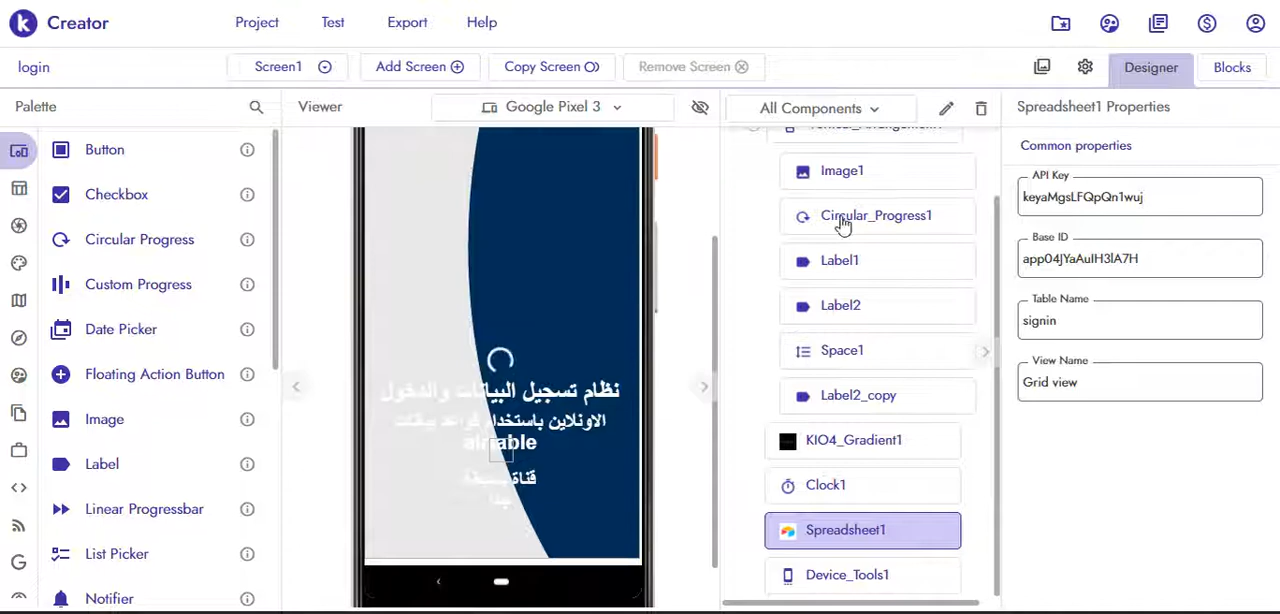 Creator
Project
Test
Export
Help
login
Screen1
Add Screen
Copy Screen
Remove Screen
Designer
Blocks
Palette
Viewer
Google Pixel 3
All Components
Spreadsheet1 Properties
Common properties
Button
Checkbox
Circular Progress
Custom Progress
Date Picker
Floating Action Button
Image
Label
Linear Progressbar
List Picker
Notifier
نظام تسجيل البيانات والدخول
الاونلاين باستخدام قواعد بيانات
airtable
قناة
Image1
Circular_Progress1
Label1
Label2
Space1
Label2_copy
KIO4_Gradient1
Clock1
Spreadsheet1
Device_Tools1
API Key
keyaMgsLFQpQn1wuj
Base ID
app04JYaAuIH3lA7H
Table Name
signin
View Name
Grid view